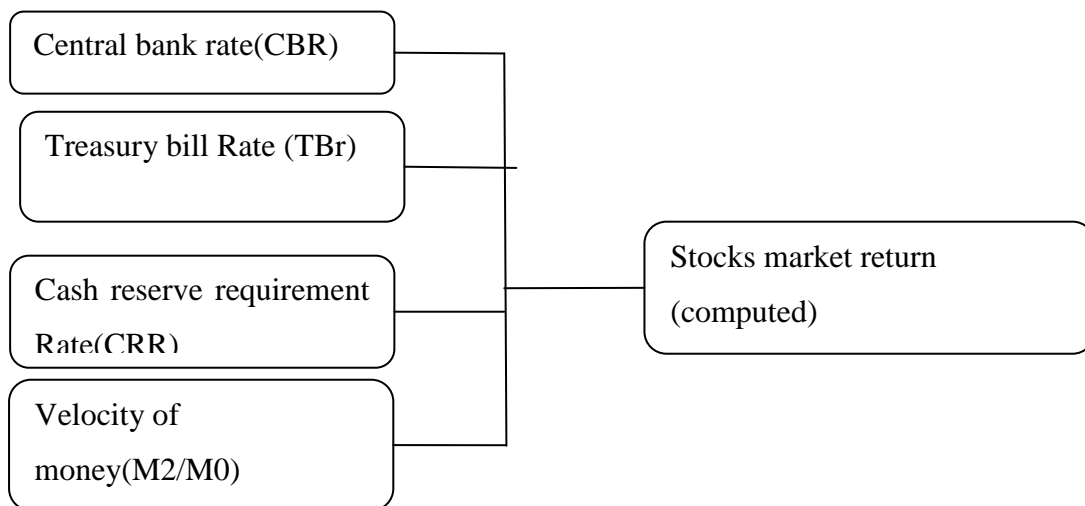 Central bank rate(CBR)
Treasury bill Rate (TBr)
Cash reserve requirement
Rate(CRR)
Velocity of
money(M2/M0)
Stocks market return
(computed)